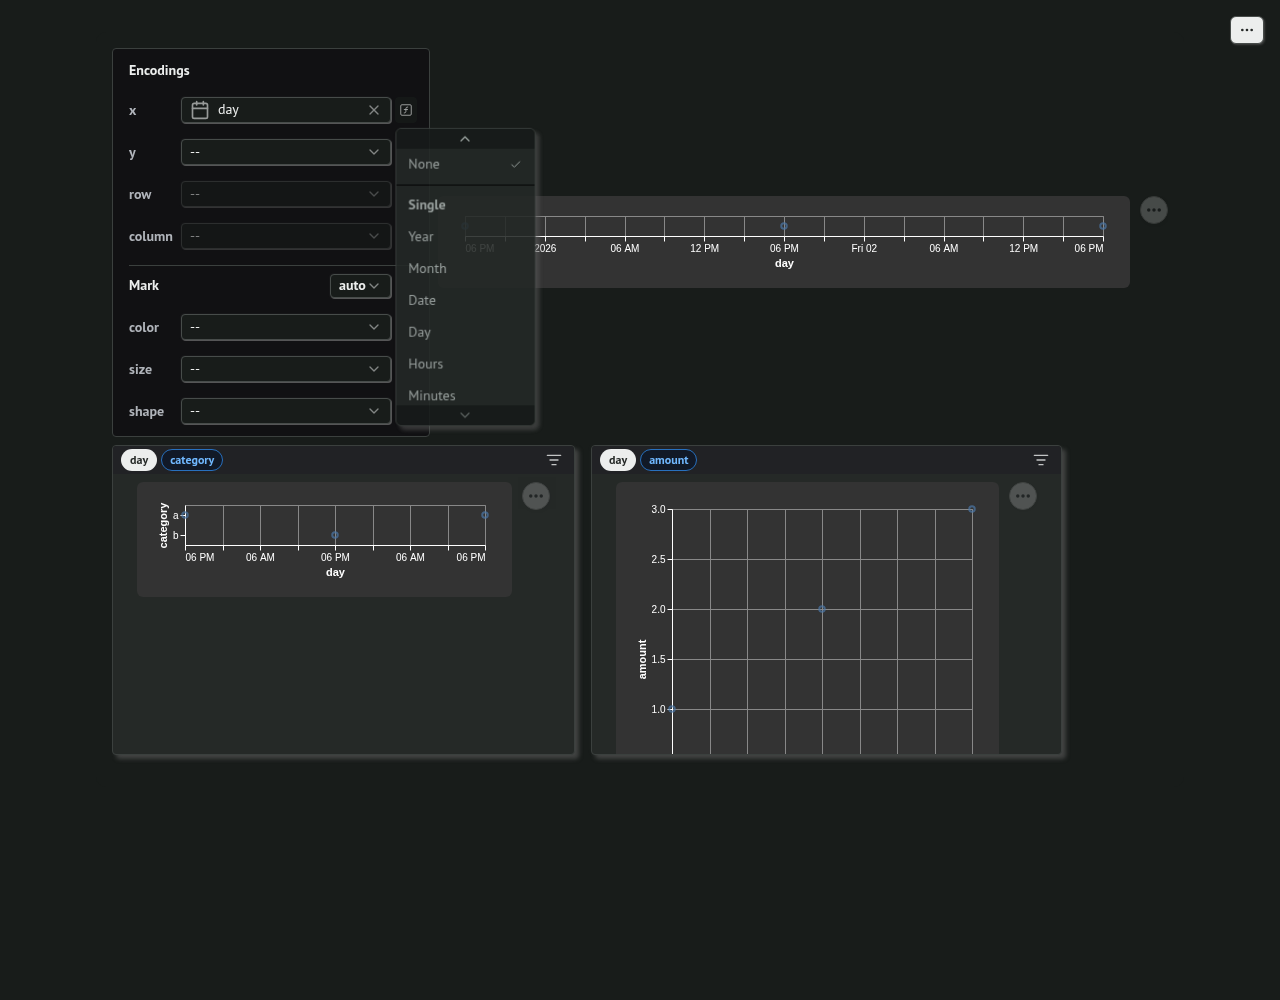 Encodings
x day
y --
row --
column --
Mark auto
color --
size --
shape --
None
Single
Year
Month
Date
Day
Hours
Minutes
06 PM 2026 06 AM 12 PM 06 PM Fri 02 06 AM 12 PM 06 PM
day
day category
category
a
b
06 PM 06 AM 06 PM 06 AM 06 PM
day
day amount
amount
3.0
2.5
2.0
1.5
1.0